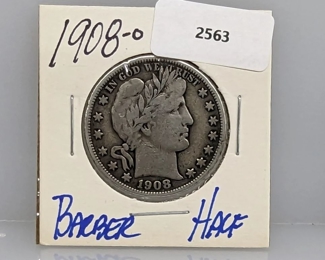 1908-o
2563
IN GOD WE TRUST
1908
BARBER HALF